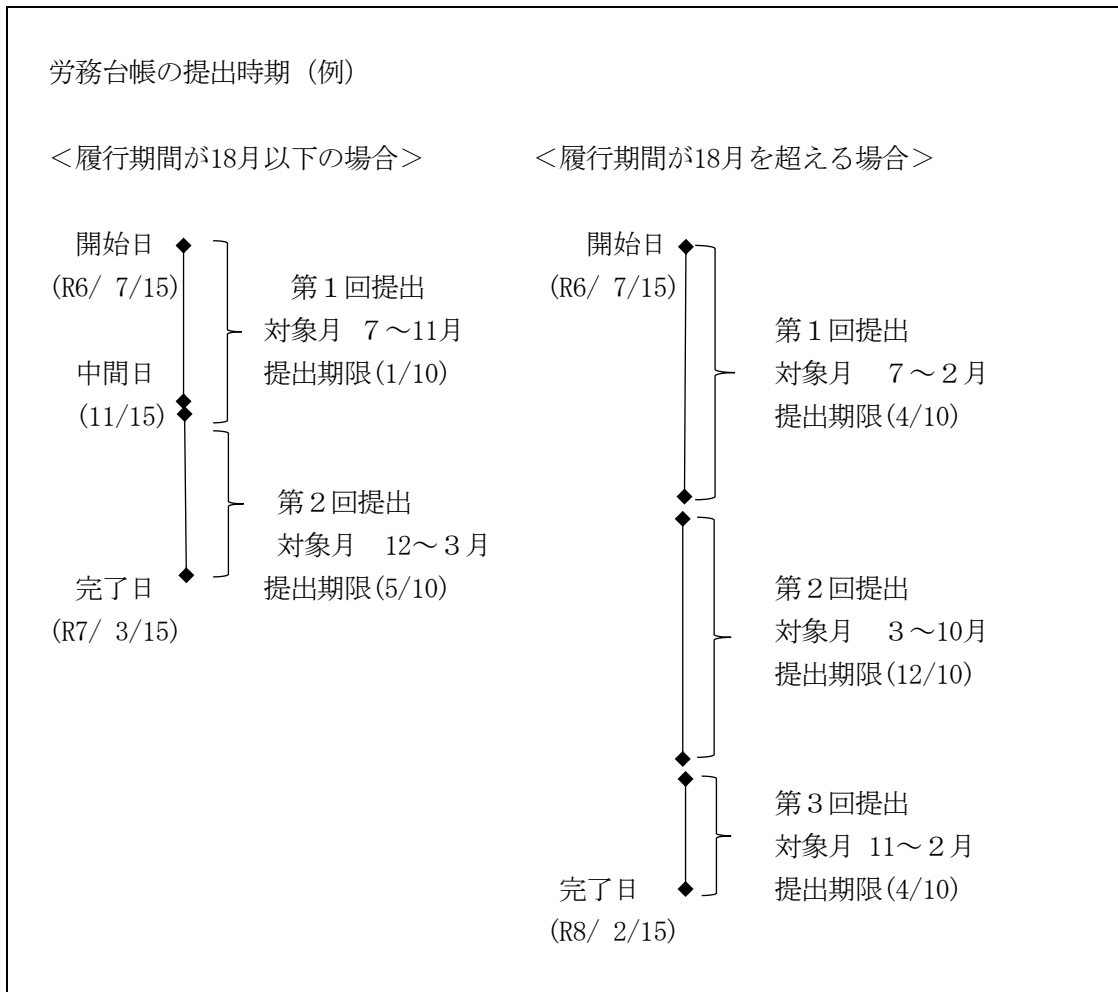 労務台帳の提出時期（例）
＜履行期間が18月以下の場合＞
開始日
(R6/ 7/15)
第１回提出
対象月 ７～11月
提出期限(1/10)
中間日
(11/15)
第２回提出
対象月 12～３月
提出期限(5/10)
完了日
(R7/ 3/15)
＜履行期間が18月を超える場合＞
開始日
(R6/ 7/15)
第１回提出
対象月 ７～２月
提出期限(4/10)
第２回提出
対象月 ３～10月
提出期限(12/10)
第３回提出
対象月 11～２月
提出期限(4/10)
完了日
(R8/ 2/15)